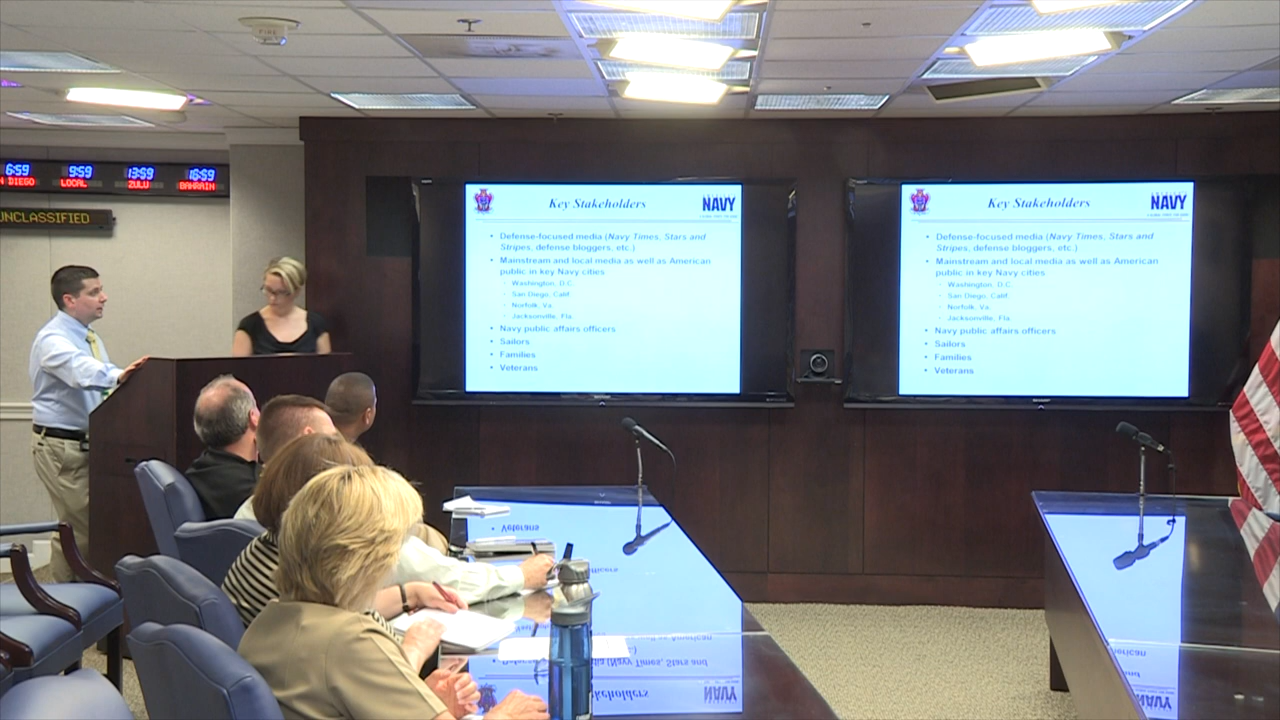 6:59 9:59 13:59 16:59
DIEGO LOCAL ZULU BAHRAIN
UNCLASSIFIED
Key Stakeholders
NAVY
• Defense-focused media (Navy Times, Stars and
Stripes, defense bloggers, etc.)
• Mainstream and local media as well as American
public in key Navy cities
- Washington, D.C.
- San Diego, Calif.
- Norfolk, Va.
- Jacksonville, Fla.
• Navy public affairs officers
• Sailors
• Families
• Veterans
Key Stakeholders
NAVY
• Defense-focused media (Navy Times, Stars and
Stripes, defense bloggers, etc.)
• Mainstream and local media as well as American
public in key Navy cities
- Washington, D.C.
- San Diego, Calif.
- Norfolk, Va.
- Jacksonville, Fla.
• Navy public affairs officers
• Sailors
• Families
• Veterans